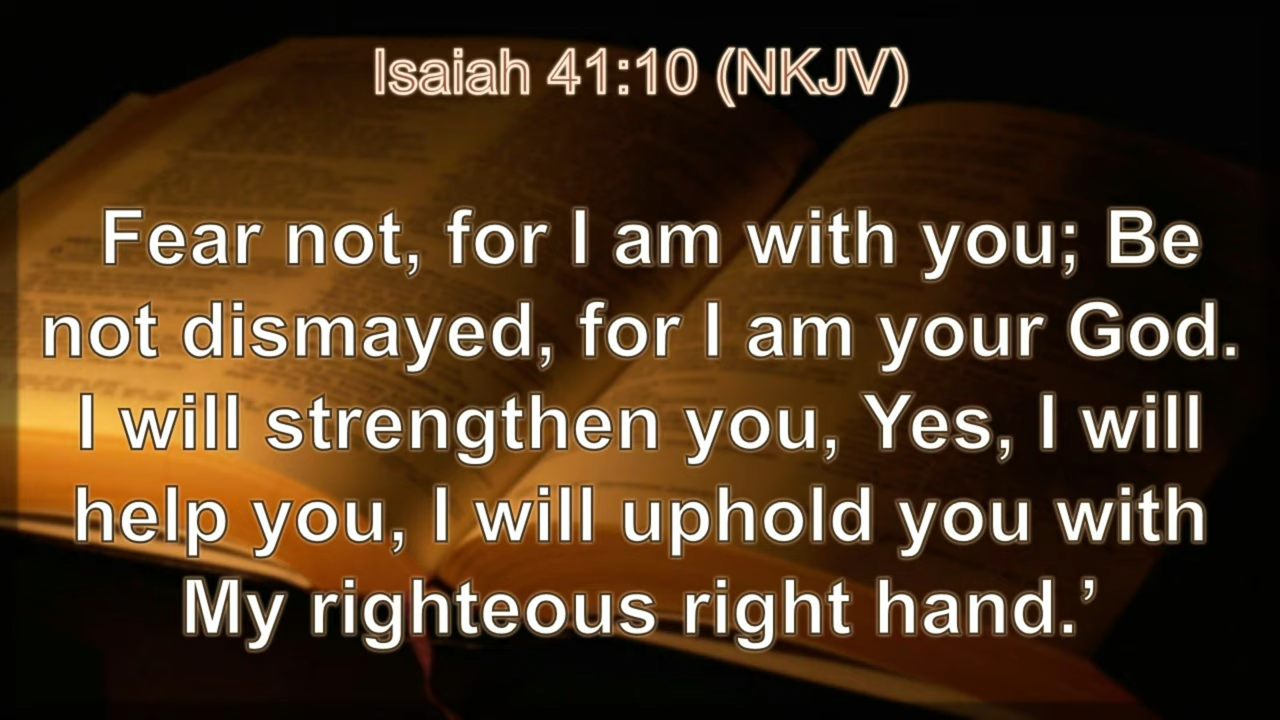 Isaiah 41:10 (NKJV)
Fear not, for I am with you; Be
not dismayed, for I am your God.
I will strengthen you, Yes, I will
help you, I will uphold you with
My righteous right hand.’